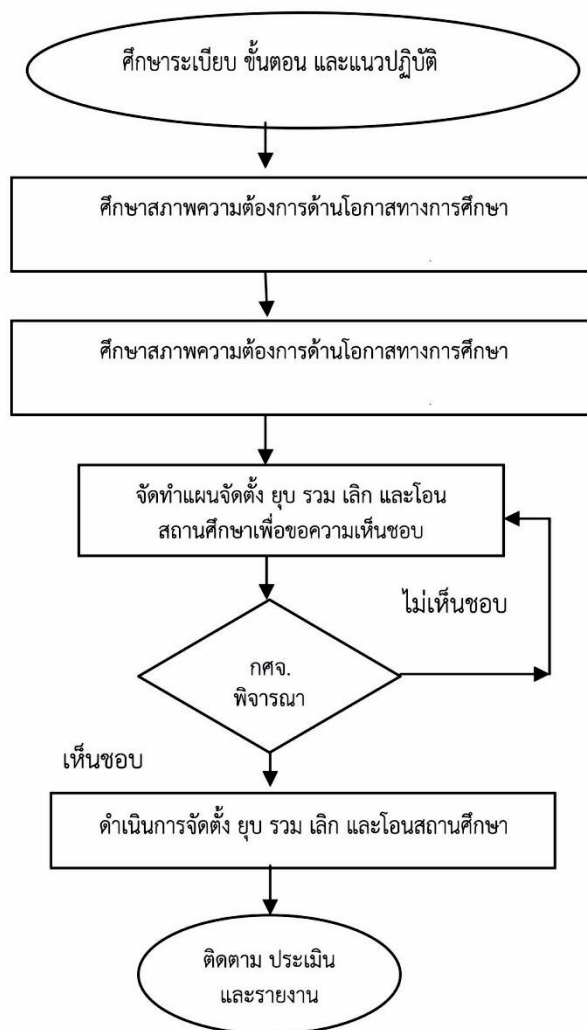 ศึกษาระเบียบ ขั้นตอน และแนวปฏิบัติ
ศึกษาสภาพความต้องการด้านโอกาสทางการศึกษา
ศึกษาสภาพความต้องการด้านโอกาสทางการศึกษา
จัดทำแผนจัดตั้ง ยุบ รวม เลิก และโอน
สถานศึกษาเพื่อขอความเห็นชอบ
ไม่เห็นชอบ
กศจ.
พิจารณา
เห็นชอบ
ดำเนินการจัดตั้ง ยุบ รวม เลิก และโอนสถานศึกษา
ติดตาม ประเมิน
และรายงาน